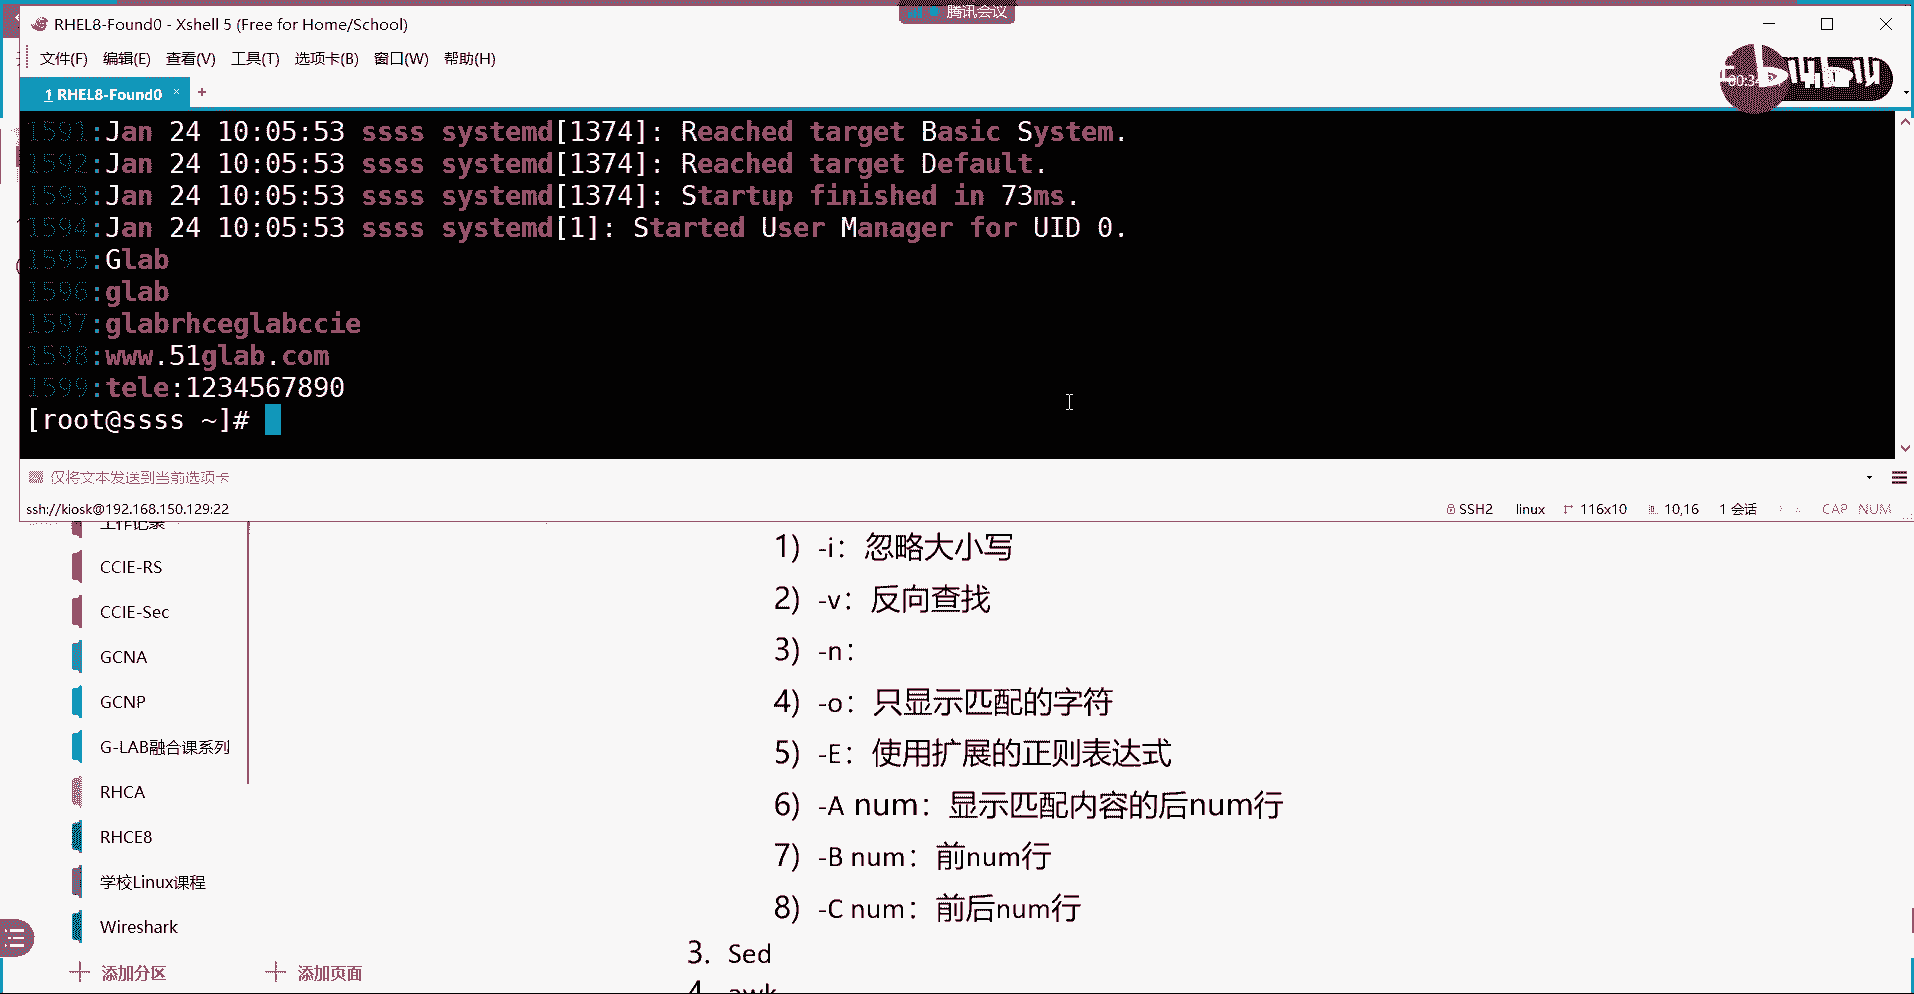 腾讯会议
RHEL8-Found0 - Xshell 5 (Free for Home/School)
文件(F) 编辑(E) 查看(V) 工具(T) 选项卡(B) 窗口(W) 帮助(H)
1 RHEL8-Found0 × +
bilibili
1591:Jan 24 10:05:53 ssss systemd[1374]: Reached target Basic System.
1592:Jan 24 10:05:53 ssss systemd[1374]: Reached target Default.
1593:Jan 24 10:05:53 ssss systemd[1374]: Startup finished in 73ms.
1594:Jan 24 10:05:53 ssss systemd[1]: Started User Manager for UID 0.
1595:Glab
1596:glab
1597:glabrhceglabccie
1598:www.51glab.com
1599:tele:1234567890
[root@ssss ~]#
仅将文本发送到当前选项卡
ssh://kiosk@192.168.150.129:22 SSH2 linux 116x10 10,16 1 会话 CAP NUM
工作记录
CCIE-RS
CCIE-Sec
GCNA
GCNP
G-LAB融合课系列
RHCA
RHCE8
学校Linux课程
Wireshark
添加分区 添加页面
1) -i：忽略大小写
2) -v：反向查找
3) -n：
4) -o：只显示匹配的字符
5) -E：使用扩展的正则表达式
6) -A num：显示匹配内容的后num行
7) -B num：前num行
8) -C num：前后num行
3. Sed
4. awk